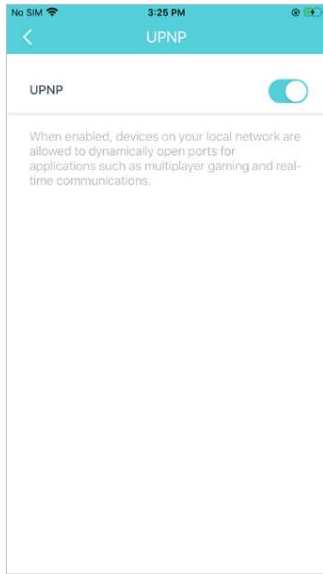 No SIM 3:25 PM
UPNP
UPNP
When enabled, devices on your local network are
allowed to dynamically open ports for
applications such as multiplayer gaming and real-
time communications.